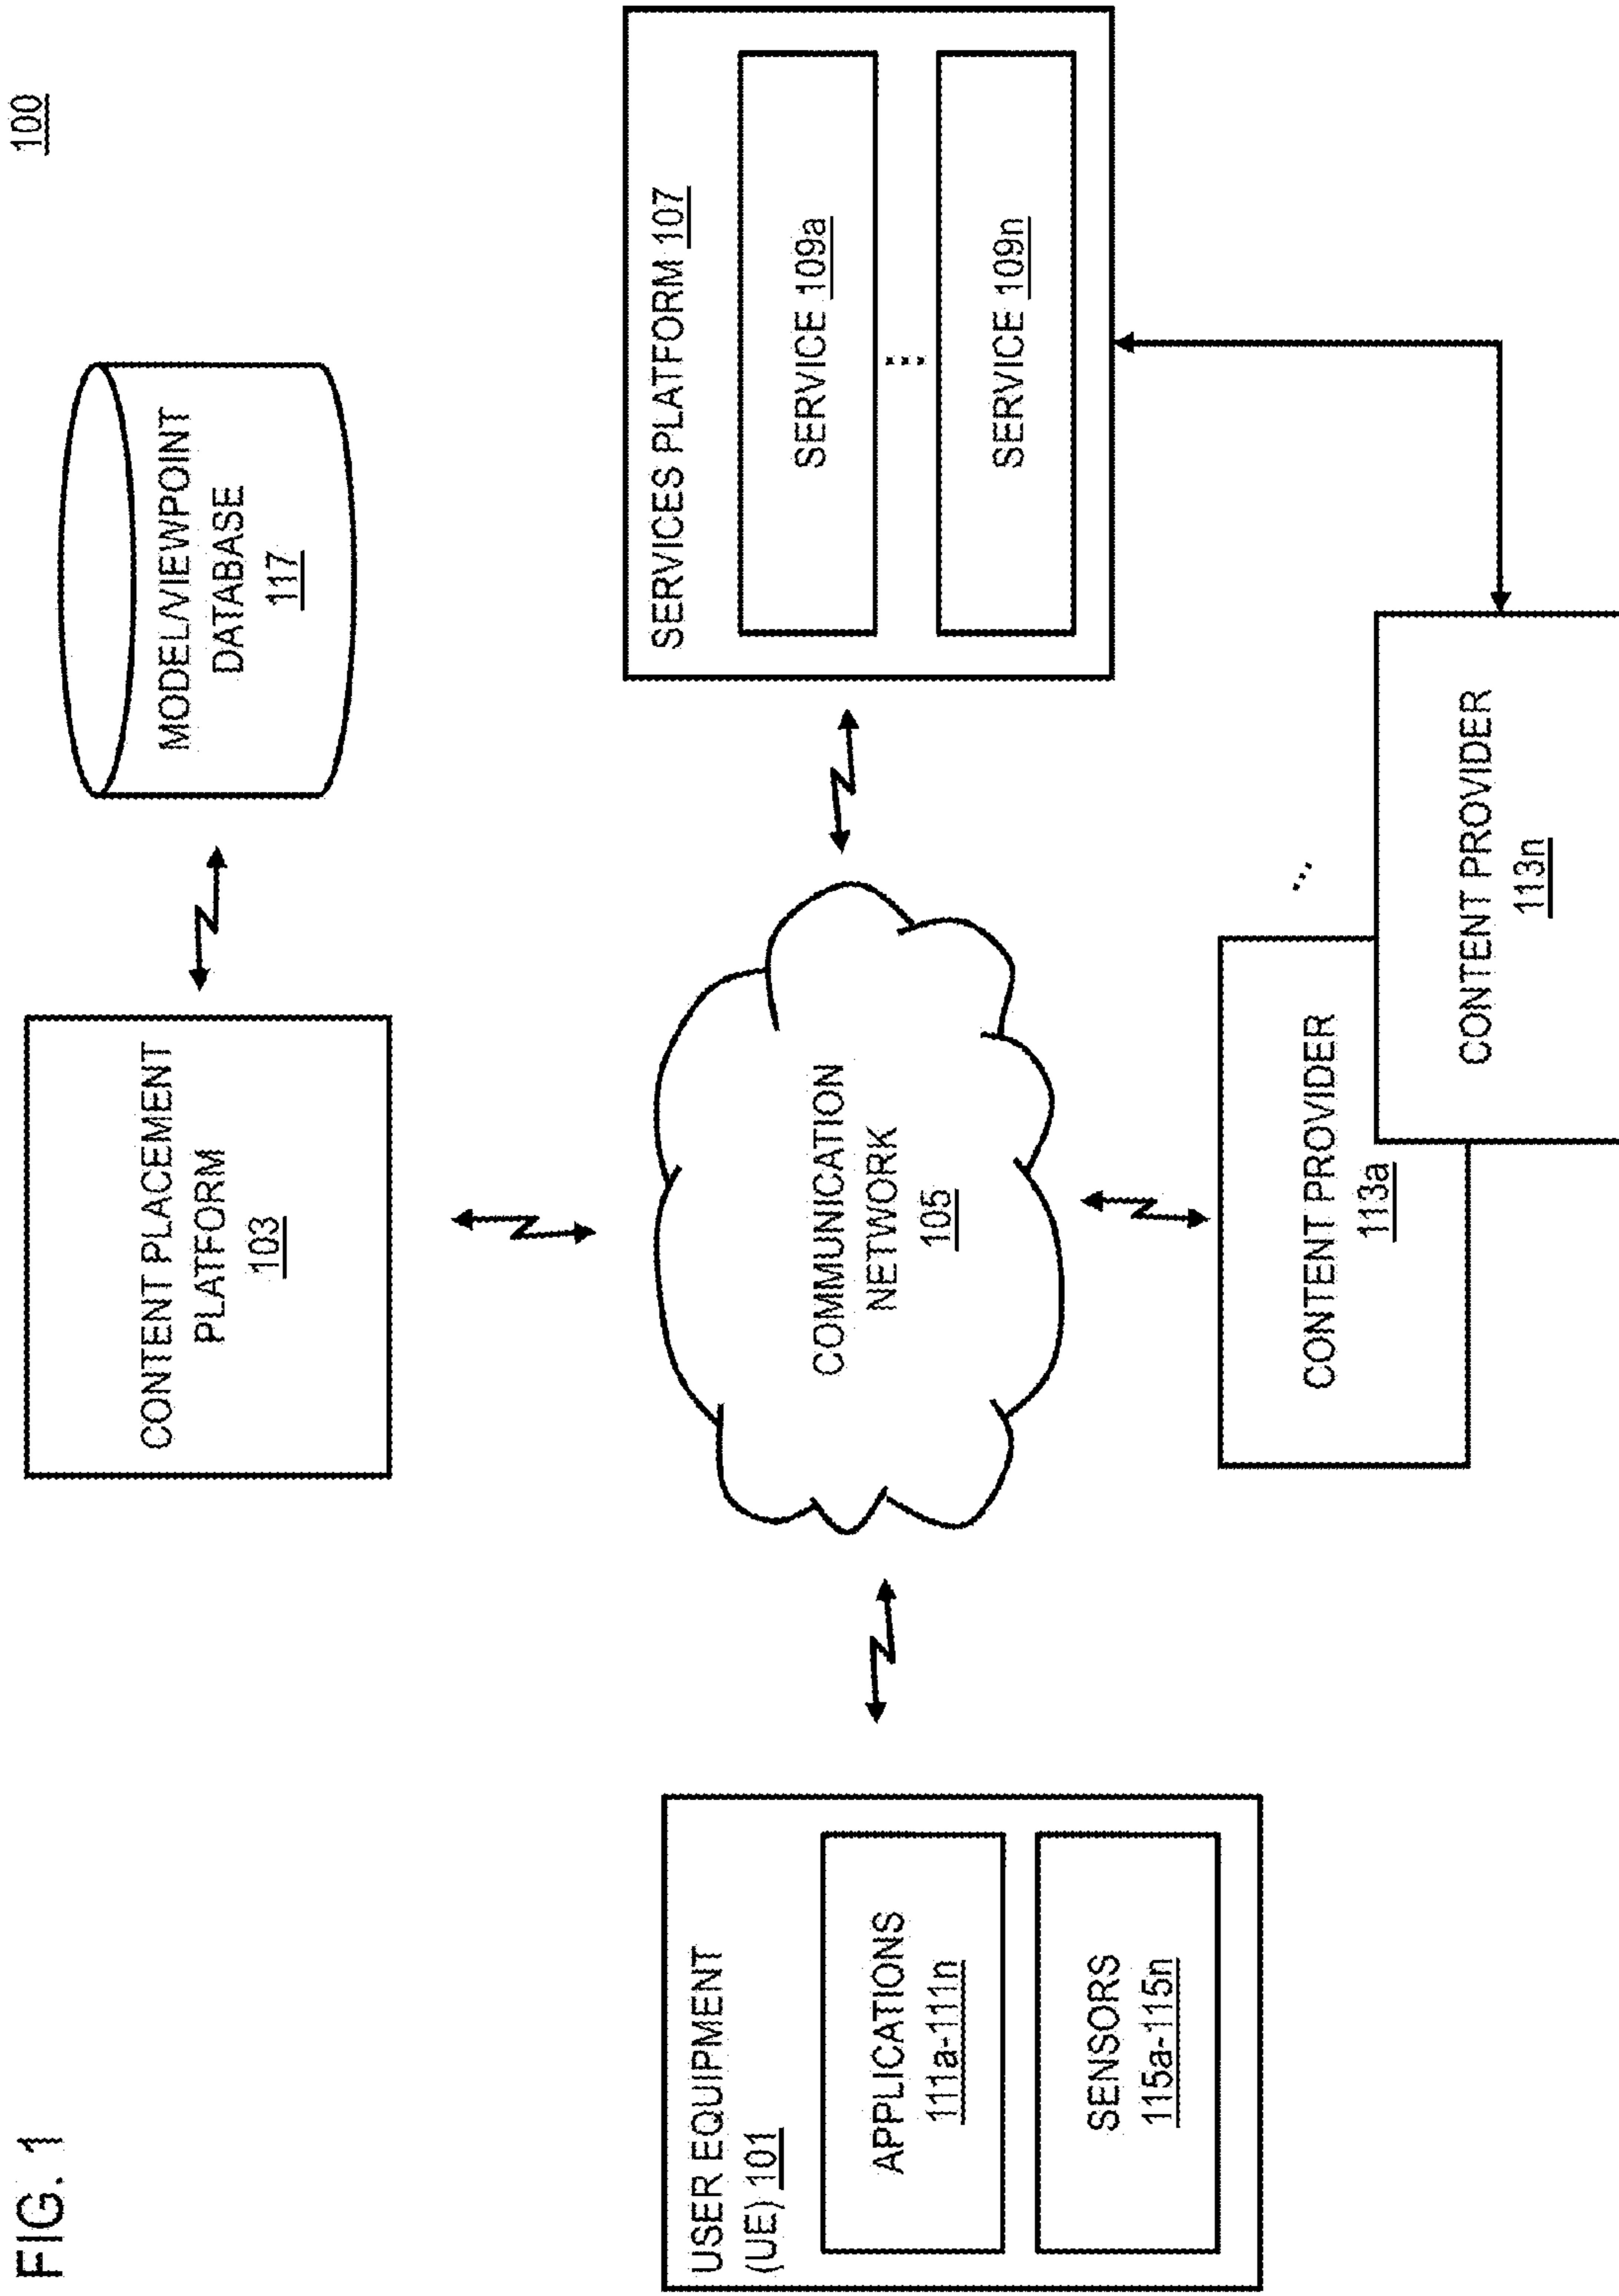 FIG. 1
100
CONTENT PLACEMENT
PLATFORM
103
MODEL/VIEWPOINT
DATABASE
117
USER EQUIPMENT
(UE) 101
APPLICATIONS
111a-111n
SENSORS
115a-115n
COMMUNICATION
NETWORK
105
SERVICES PLATFORM 107
SERVICE 109a
...
SERVICE 109n
CONTENT PROVIDER
113a
...
CONTENT PROVIDER
113n